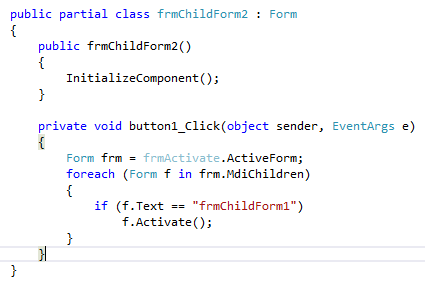 public partial class frmChildForm2 : Form
{
    public frmChildForm2()
    {
        InitializeComponent();
    }

    private void button1_Click(object sender, EventArgs e)
    {
        Form frm = frmActivate.ActiveForm;
        foreach (Form f in frm.MdiChildren)
        {
            if (f.Text == "frmChildForm1")
                f.Activate();
        }
    }
}